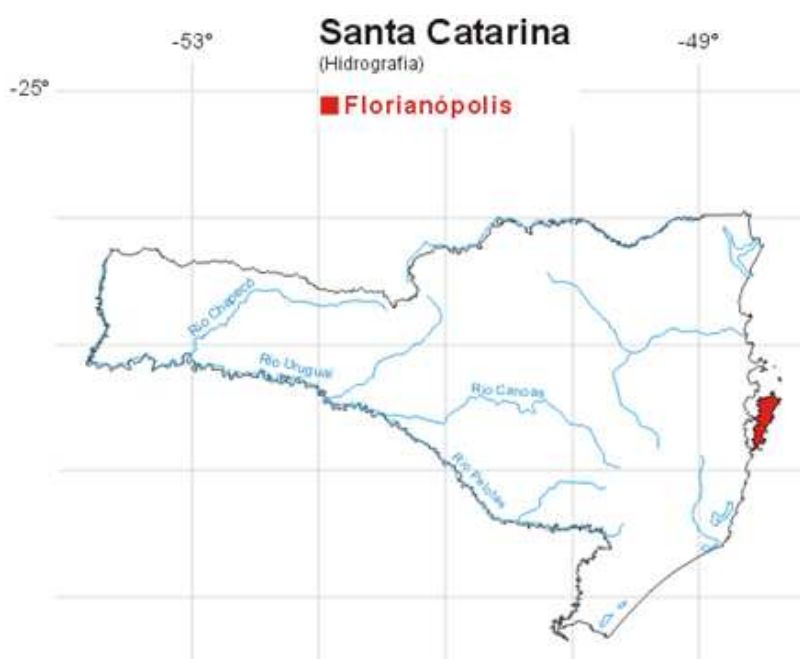 Santa Catarina
(Hidrografia)
-53°
-49°
-25°
Florianópolis
Rio Chapecó
Rio Uruguai
Rio Canoas
Rio Pelotas